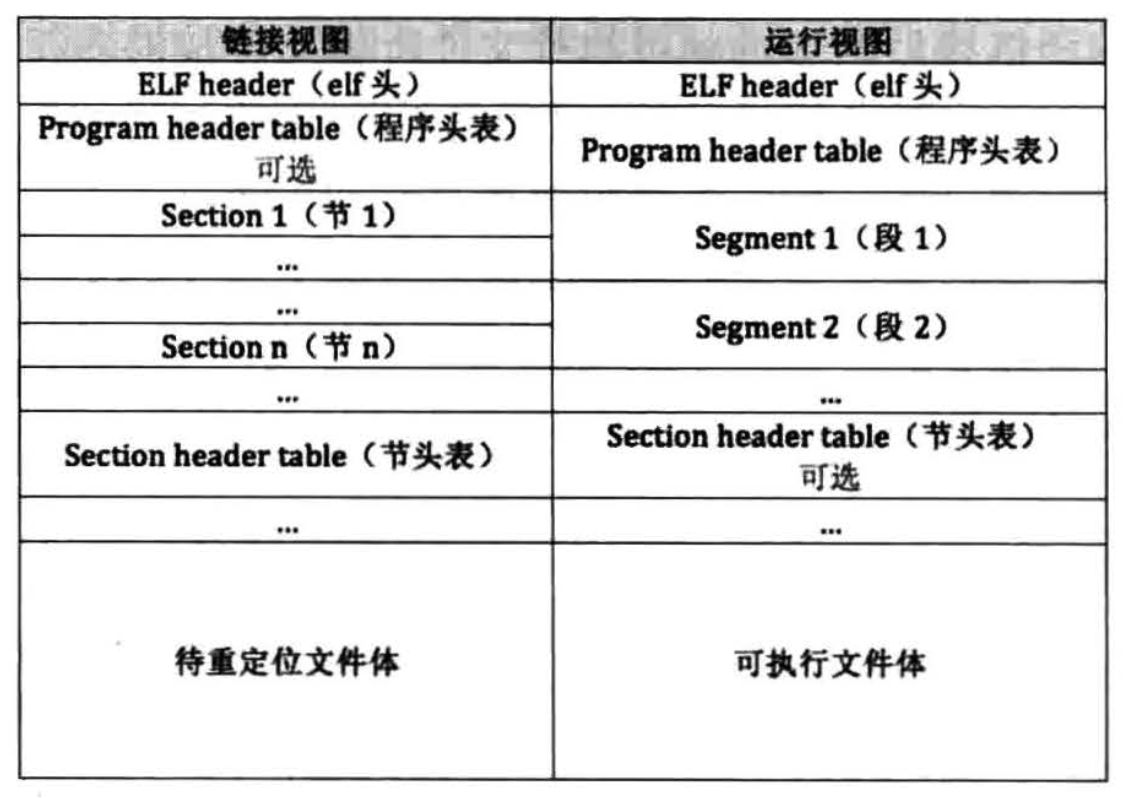 链接视图
运行视图
ELF header（elf 头）
ELF header（elf 头）
Program header table（程序头表）
可选
Program header table（程序头表）
Section 1（节 1）
Segment 1（段 1）
...
...
Segment 2（段 2）
Section n（节 n）
...
...
Section header table（节头表）
Section header table（节头表）
可选
...
...
待重定位文件体
可执行文件体